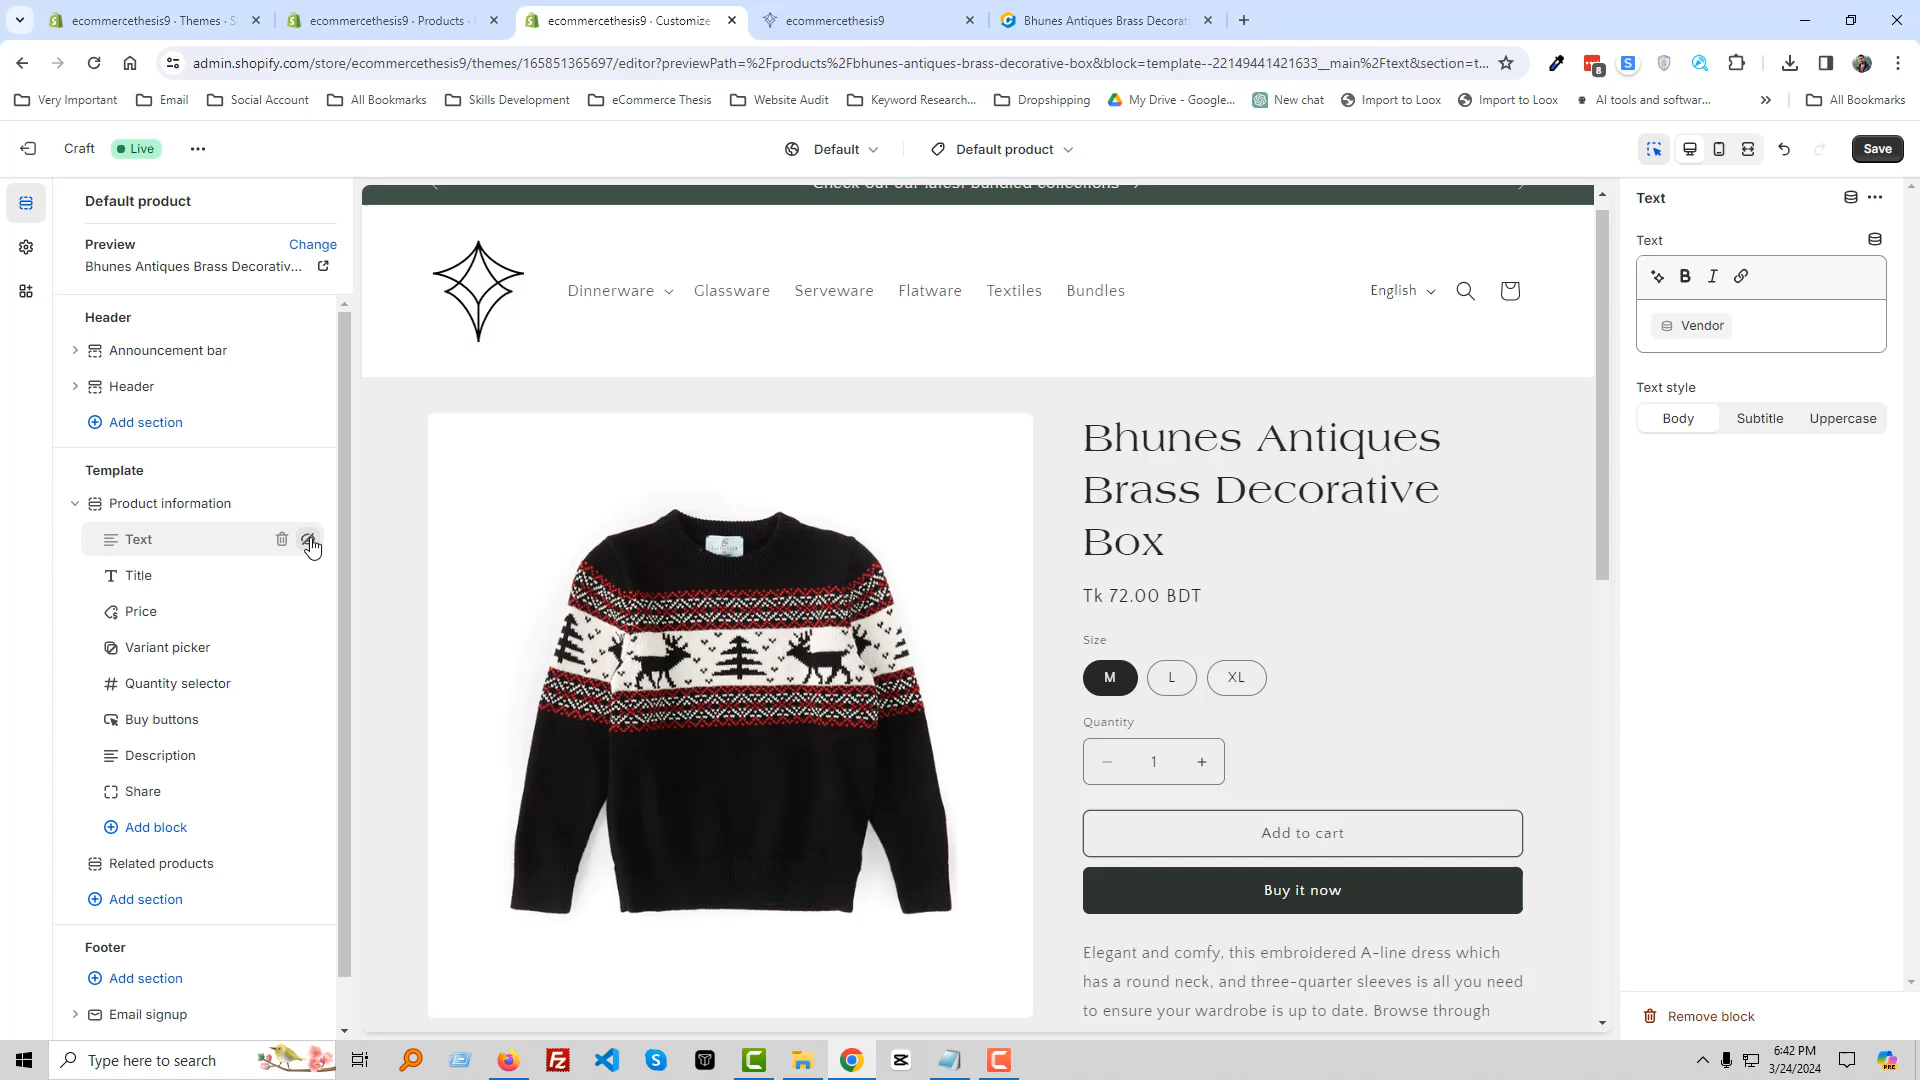 ecommercethesis9 · Themes · S
ecommercethesis9 · Products ·
ecommercethesis9 · Customize
ecommercethesis9
Bhunes Antiques Brass Decorat
admin.shopify.com/store/ecommercethesis9/themes/165851365697/editor?previewPath=%2Fproducts%2Fbhunes-antiques-brass-decorative-box&block=template--22149441421633__main%2Ftext&section=t...
8
Very Important
Email
Social Account
All Bookmarks
Skills Development
eCommerce Thesis
Website Audit
Keyword Research...
Dropshipping
My Drive - Google...
New chat
Import to Loox
Import to Loox
AI tools and softwar...
»
All Bookmarks
Craft
Live
Default
Default product
Save
Default product
Preview
Change
Bhunes Antiques Brass Decorativ...
Header
Announcement bar
Header
Add section
Template
Product information
Text
Title
Price
Variant picker
Quantity selector
Buy buttons
Description
Share
Add block
Related products
Add section
Footer
Add section
Email signup
Check out our latest bundled collections
Dinnerware
Glassware
Serveware
Flatware
Textiles
Bundles
English
Bhunes Antiques
Brass Decorative
Box
Tk 72.00 BDT
Size
M
L
XL
Quantity
1
Add to cart
Buy it now
Elegant and comfy, this embroidered A-line dress which
has a round neck, and three-quarter sleeves is all you need
to ensure your wardrobe is up to date. Browse through
Text
Text
B I
Vendor
Text style
Body
Subtitle
Uppercase
Remove block
Type here to search
6:42 PM
3/24/2024